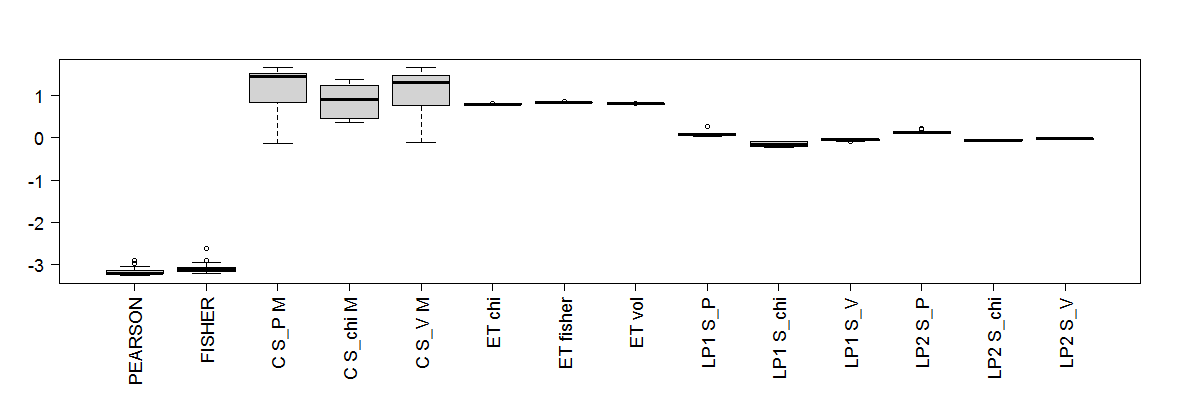 1
0
-1
-2
-3
PEARSON
FISHER
C S_P M
C S_chi M
C S_V M
ET chi
ET fisher
ET vol
LP1 S_P
LP1 S_chi
LP1 S_V
LP2 S_P
LP2 S_chi
LP2 S_V